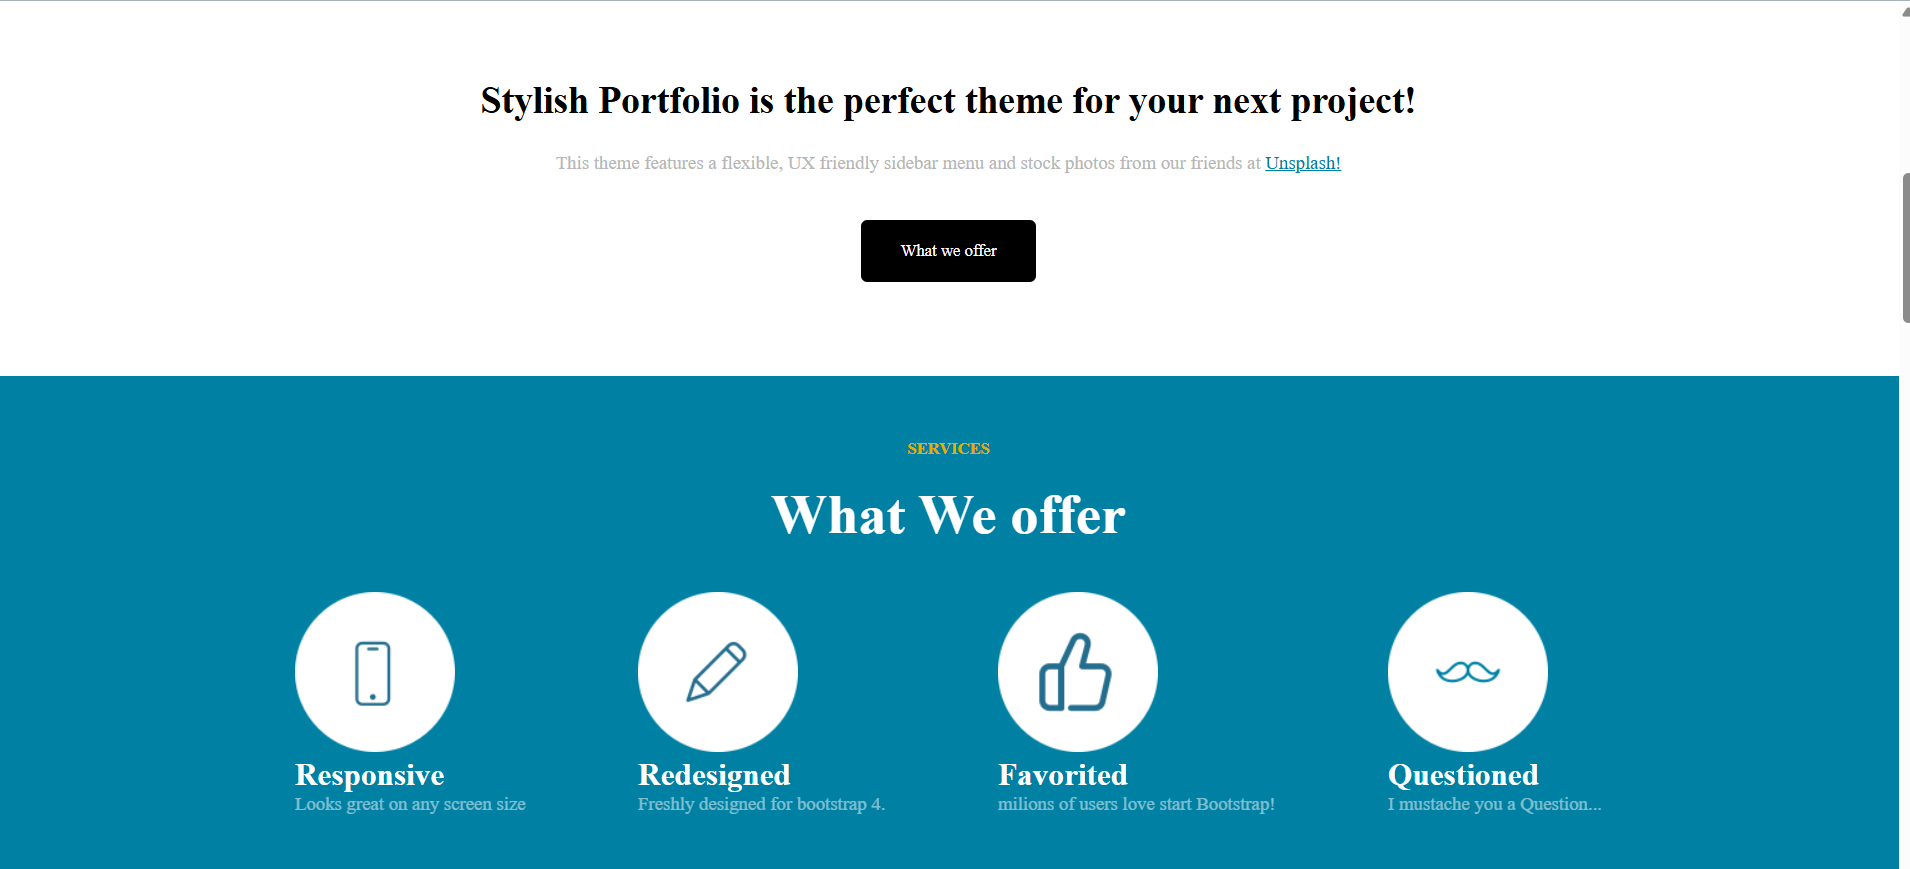 Stylish Portfolio is the perfect theme for your next project!
This theme features a flexible, UX friendly sidebar menu and stock photos from our friends at Unsplash!
What we offer
SERVICES
What We offer
Responsive
Looks great on any screen size
Redesigned
Freshly designed for bootstrap 4.
Favorited
milions of users love start Bootstrap!
Questioned
I mustache you a Question...